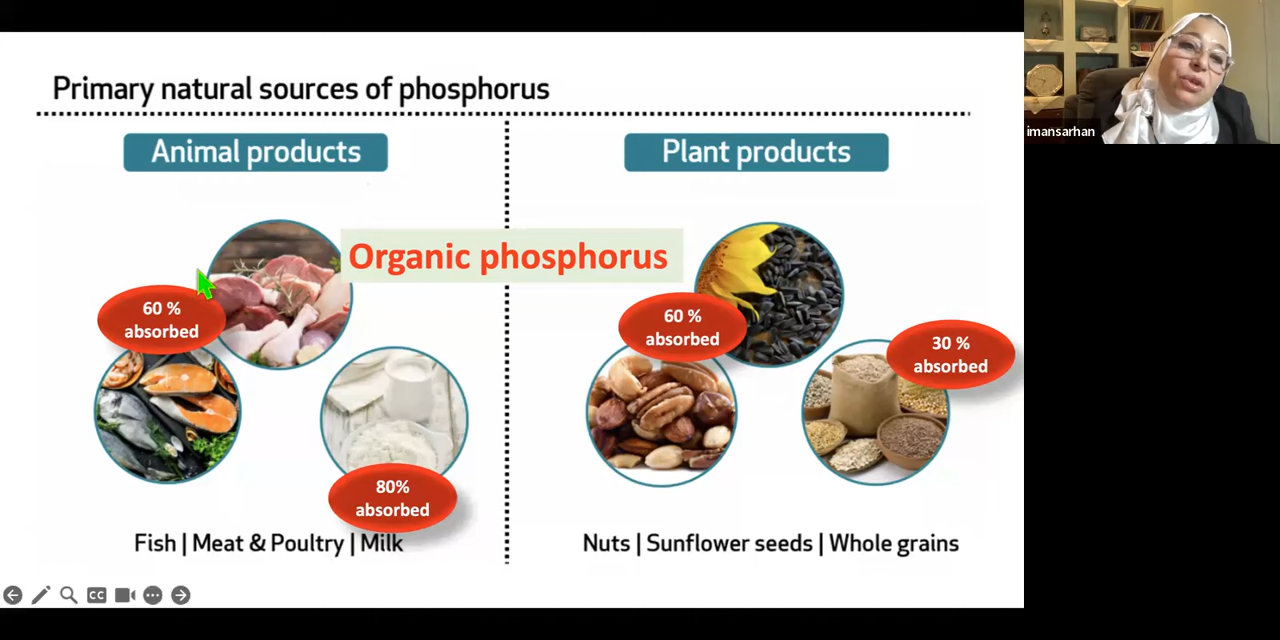 Primary natural sources of phosphorus
Animal products
Plant products
Organic phosphorus
60 %
absorbed
80%
absorbed
60 %
absorbed
30 %
absorbed
Fish | Meat & Poultry | Milk
Nuts | Sunflower seeds | Whole grains
CC
imansarhan